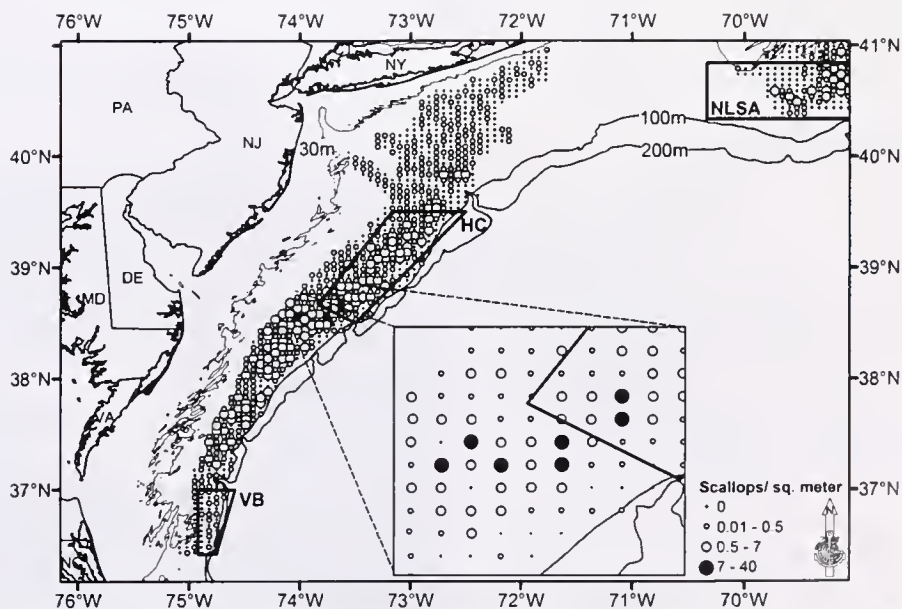 76°W 75°W 74°W 73°W 72°W 71°W 70°W
41°N
NY
PA
NLSA
NJ
100m
30m
200m
40°N 40°N
HC
39°N 39°N
DE
MD
38°N 38°N
VA
37°N 37°N
VB
Scallops/ sq. meter
0
0.01 - 0.5
0.5 - 7
7 - 40
76°W 75°W 74°W 73°W 72°W 71°W 70°W